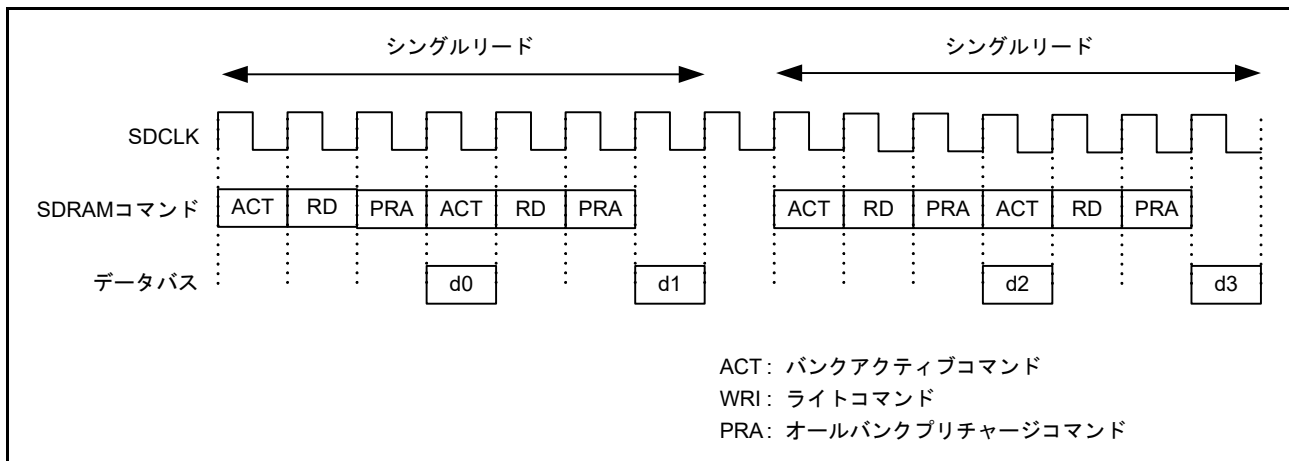 シングルリード シングルリード
SDCLK
SDRAMコマンド ACT RD PRA ACT RD PRA ACT RD PRA ACT RD PRA
データバス d0 d1 d2 d3
ACT : バンクアクティブコマンド
WRI : ライトコマンド
PRA : オールバンクプリチャージコマンド